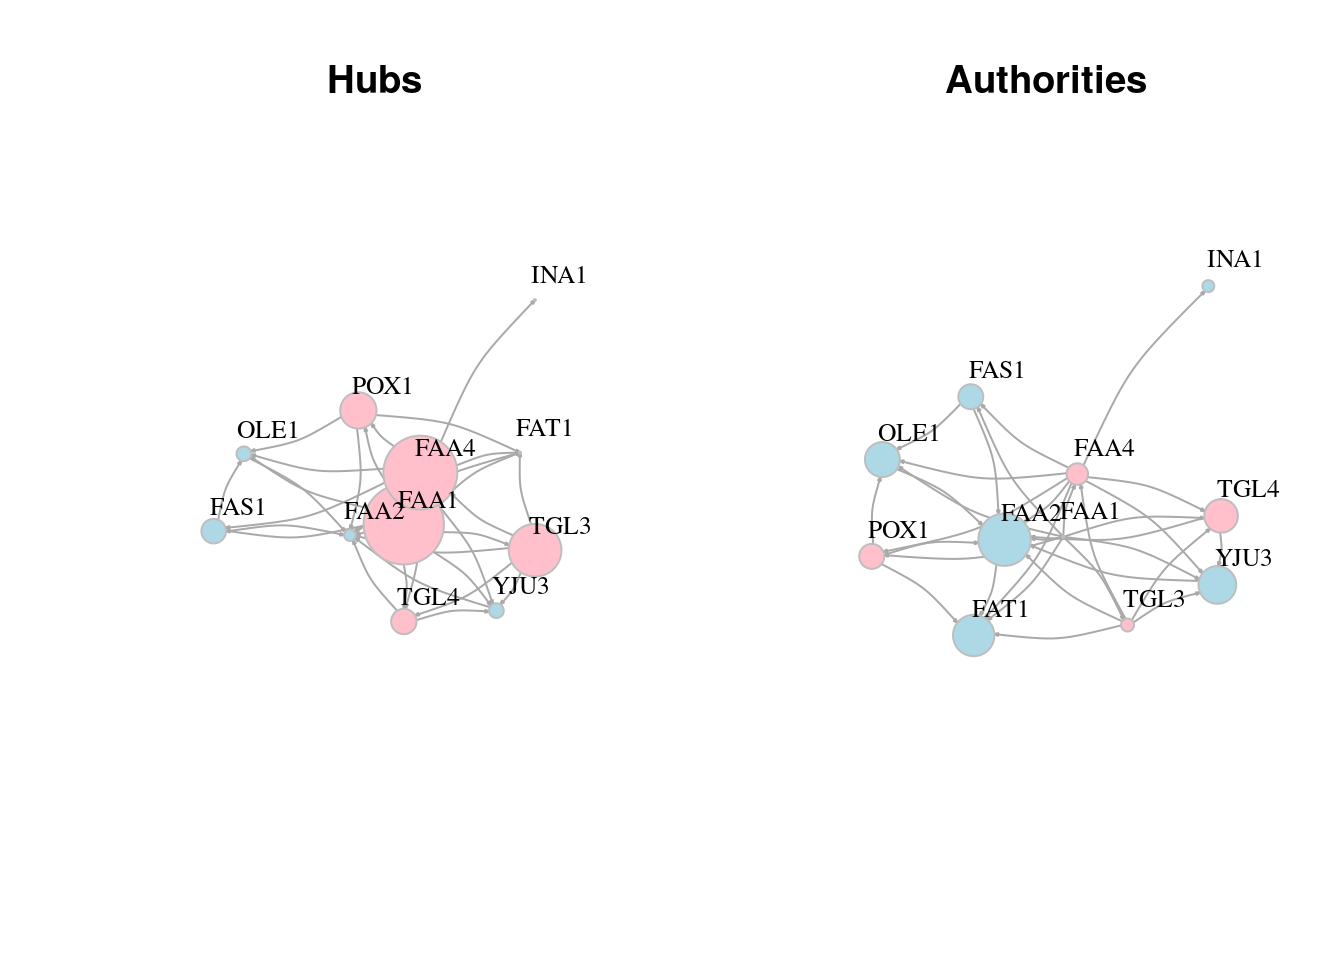 Hubs
INA1
POX1
OLE1
FAT1
FAA4
FAA1
FAS1
FAA2
TGL3
YJU3
TGL4
Authorities
INA1
FAS1
OLE1
FAA4
TGL4
FAA2
FAA1
POX1
YJU3
TGL3
FAT1